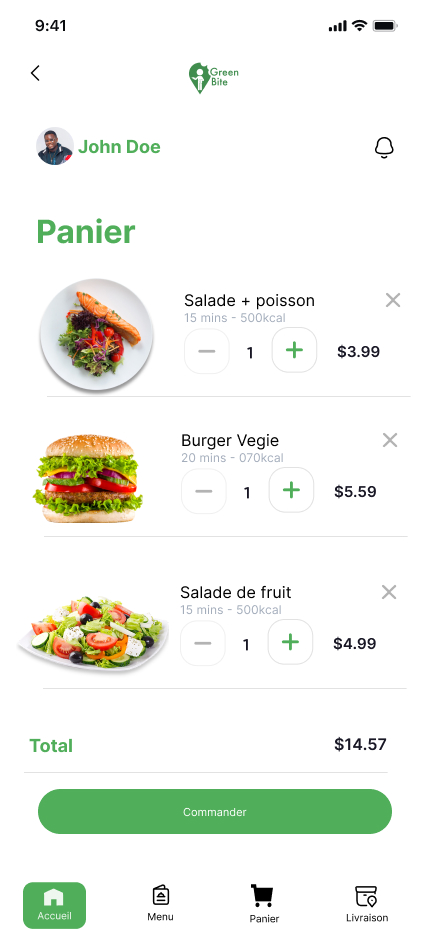 9:41
Green
Bite
John Doe
Panier
Salade + poisson
15 mins - 500kcal
1
$3.99
Burger Vegie
20 mins - 070kcal
1
$5.59
Salade de fruit
15 mins - 500kcal
1
$4.99
Total
$14.57
Commander
Accueil
Menu
Panier
Livraison